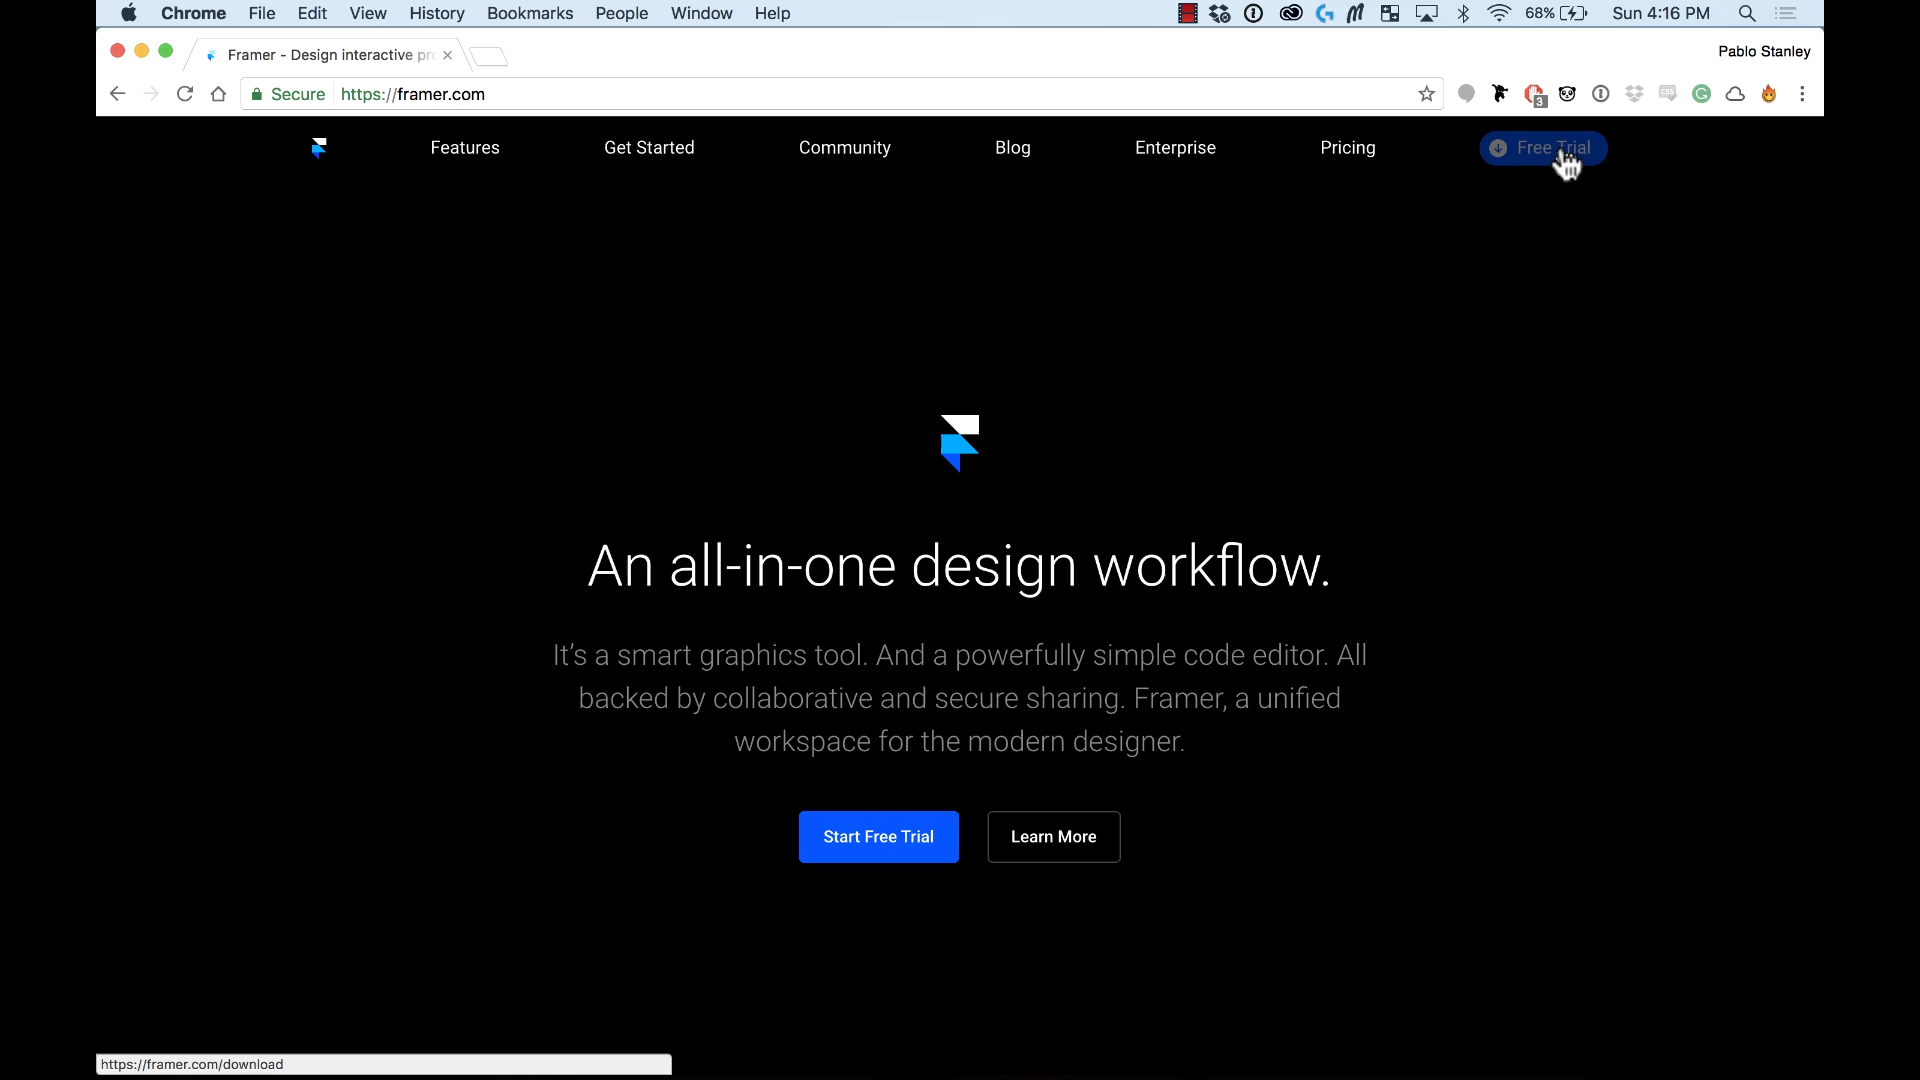 Chrome File Edit View History Bookmarks People Window Help 68% Sun 4:16 PM
Framer - Design interactive pr Pablo Stanley
Secure https://framer.com 3
Features Get Started Community Blog Enterprise Pricing Free Trial
An all-in-one design workflow.
It's a smart graphics tool. And a powerfully simple code editor. All
backed by collaborative and secure sharing. Framer, a unified
workspace for the modern designer.
Start Free Trial Learn More
https://framer.com/download